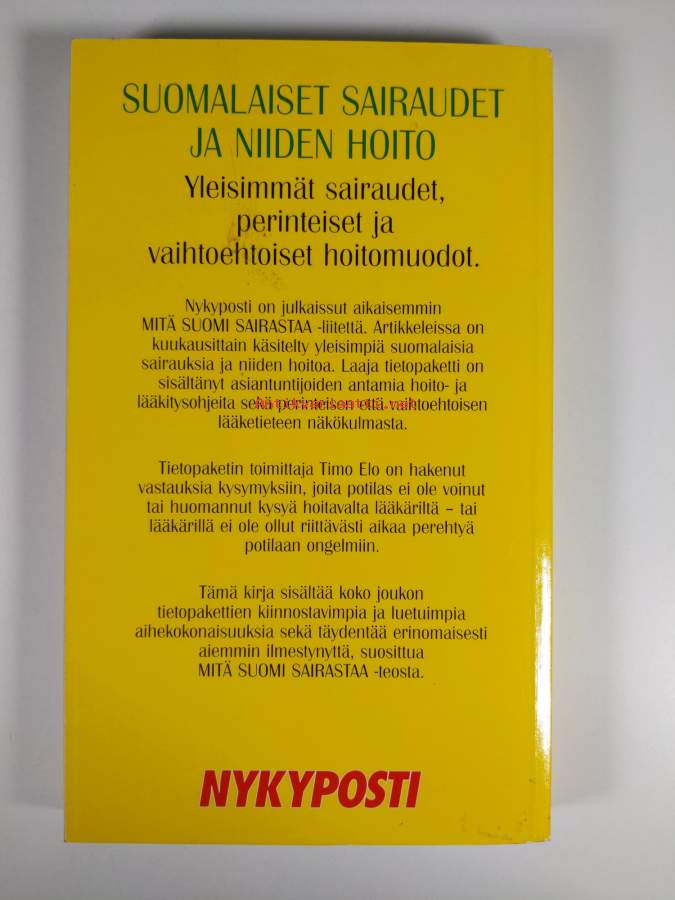 SUOMALAISET SAIRAUDET
JA NIIDEN HOITO
Yleisimmät sairaudet,
perinteiset ja
vaihtoehtoiset hoitomuodot.
Nykyposti on julkaissut aikaisemmin
MITÄ SUOMI SAIRASTAA -liitettä. Artikkeleissa on
kuukausittain käsitelty yleisimpiä suomalaisia
sairauksia ja niiden hoitoa. Laaja tietopaketti on
sisältänyt asiantuntijoiden antamia hoito- ja
lääkitysohjeita sekä perinteisen että vaihtoehtoisen
lääketieteen näkökulmasta.
Tietopaketin toimittaja Timo Elo on hakenut
vastauksia kysymyksiin, joita potilas ei ole voinut
tai huomannut kysyä hoitavalta lääkäriltä – tai
lääkärillä ei ole ollut riittävästi aikaa perehtyä
potilaan ongelmiin.
Tämä kirja sisältää koko joukon
tietopakettien kiinnostavimpia ja luetuimpia
aihekokonaisuuksia sekä täydentää erinomaisesti
aiemmin ilmestynyttä, suosittua
MITÄ SUOMI SAIRASTAA -teosta.
NYKYPOSTI